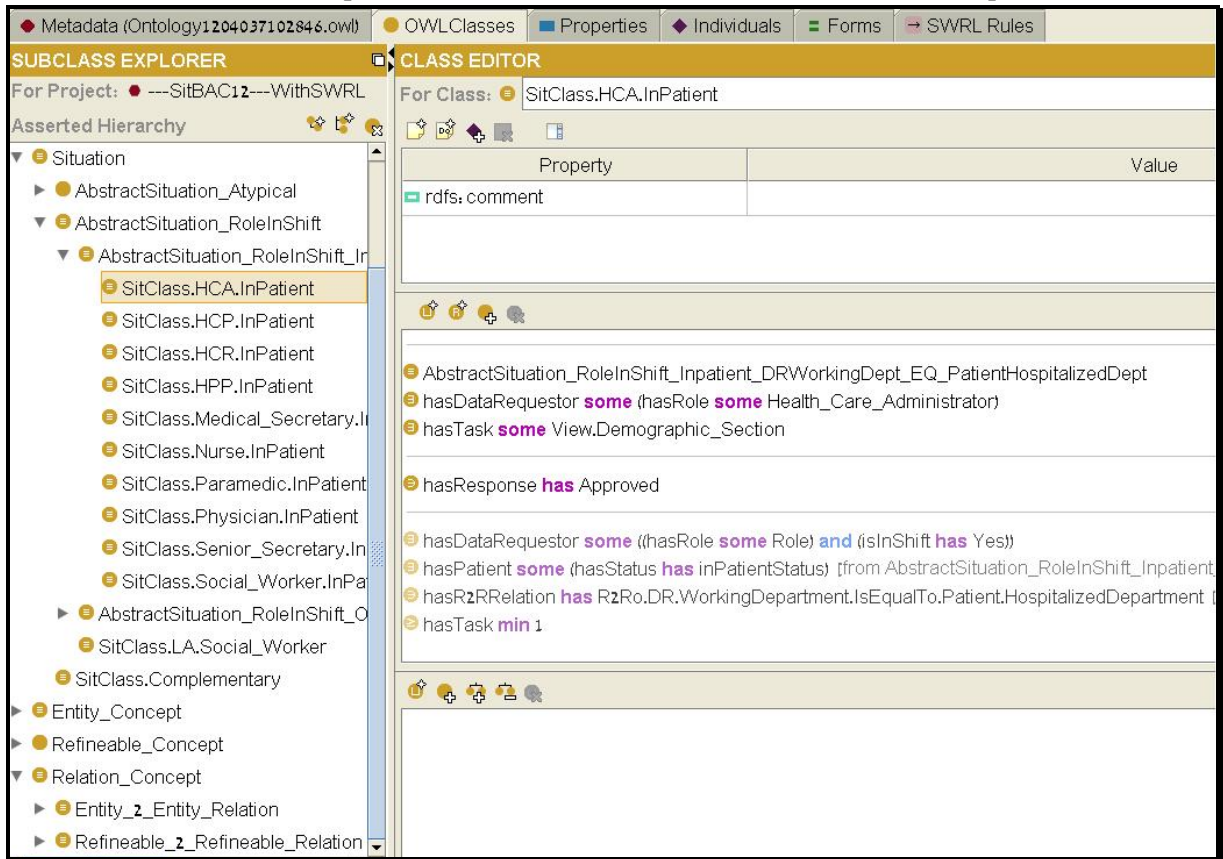 Metadata (Ontology1204037102846.owl) OWLClasses Properties Individuals Forms SWRL Rules
SUBCLASS EXPLORER
For Project: ---SitBAC12---WithSWRL
Asserted Hierarchy
Situation
AbstractSituation_Atypical
AbstractSituation_RoleInShift
AbstractSituation_RoleInShift_In
SitClass.HCA.InPatient
SitClass.HCP.InPatient
SitClass.HCR.InPatient
SitClass.HPP.InPatient
SitClass.Medical_Secretary.I
SitClass.Nurse.InPatient
SitClass.Paramedic.InPatient
SitClass.Physician.InPatient
SitClass.Senior_Secretary.In
SitClass.Social_Worker.InPa
AbstractSituation_RoleInShift_O
SitClass.LA.Social_Worker
SitClass.Complementary
Entity_Concept
Refineable_Concept
Relation_Concept
Entity_2_Entity_Relation
Refineable_2_Refineable_Relation
CLASS EDITOR
For Class: SitClass.HCA.InPatient
Property Value
rdfs:comment
AbstractSituation_RoleInShift_Inpatient_DRWorkingDept_EQ_PatientHospitalizedDept
hasDataRequestor some (hasRole some Health_Care_Administrator)
hasTask some View.Demographic_Section
hasResponse has Approved
hasDataRequestor some ((hasRole some Role) and (isInShift has Yes))
hasPatient some (hasStatus has inPatientStatus) [from AbstractSituation_RoleInShift_Inpatient_
hasR2RRelation has R2Ro.DR.WorkingDepartment.IsEqualTo.Patient.HospitalizedDepartment [
hasTask min 1